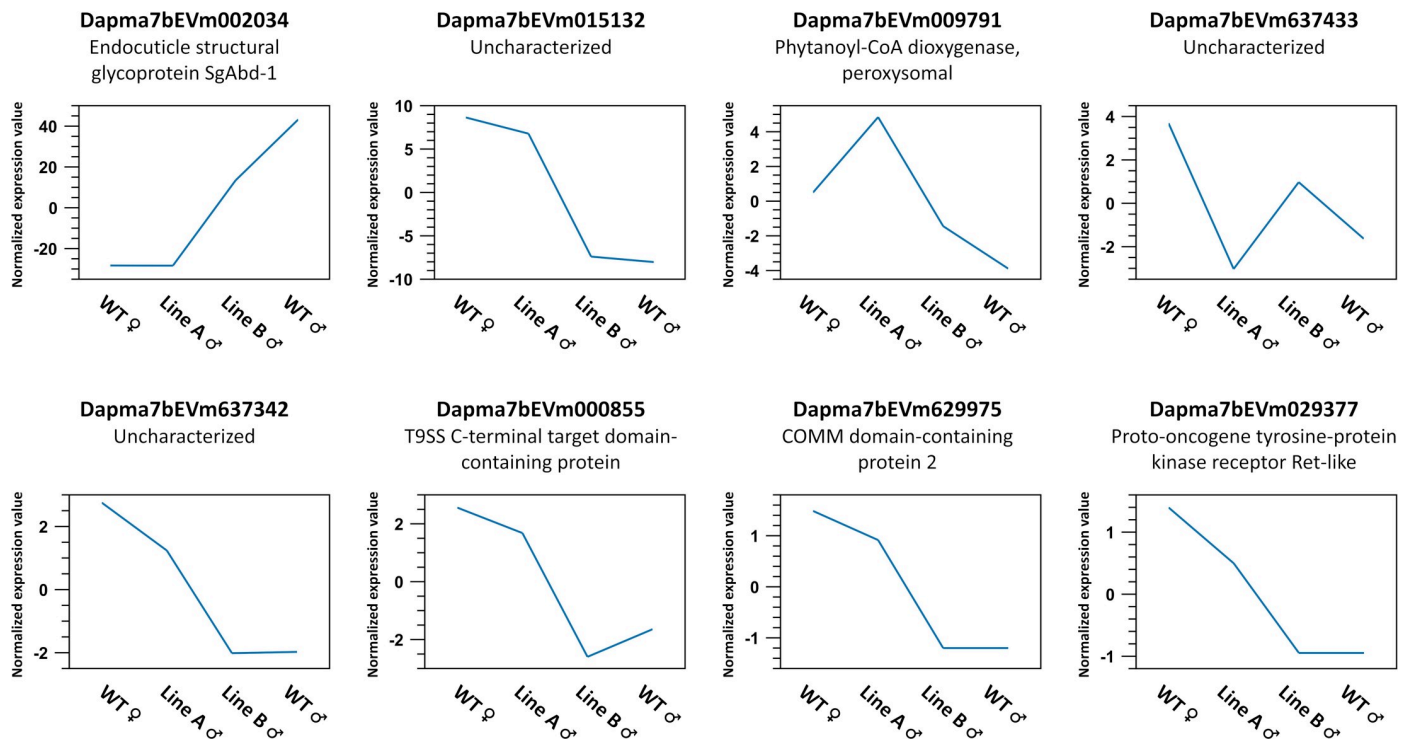 Dapma7bEVm002034
Endocuticle structural
glycoprotein SgAbd-1
Normalized expression value
40
20
0
-20
WT ♀
Line A ♂
Line B ♂
WT ♂
Dapma7bEVm015132
Uncharacterized
Normalized expression value
10
5
0
-5
-10
WT ♀
Line A ♂
Line B ♂
WT ♂
Dapma7bEVm009791
Phytanoyl-CoA dioxygenase,
peroxysomal
Normalized expression value
4
2
0
-2
-4
WT ♀
Line A ♂
Line B ♂
WT ♂
Dapma7bEVm637433
Uncharacterized
Normalized expression value
4
2
0
-2
WT ♀
Line A ♂
Line B ♂
WT ♂
Dapma7bEVm637342
Uncharacterized
Normalized expression value
2
0
-2
WT ♀
Line A ♂
Line B ♂
WT ♂
Dapma7bEVm000855
T9SS C-terminal target domain-
containing protein
Normalized expression value
2
0
-2
WT ♀
Line A ♂
Line B ♂
WT ♂
Dapma7bEVm629975
COMM domain-containing
protein 2
Normalized expression value
1
0
-1
WT ♀
Line A ♂
Line B ♂
WT ♂
Dapma7bEVm029377
Proto-oncogene tyrosine-protein
kinase receptor Ret-like
Normalized expression value
1
0
-1
WT ♀
Line A ♂
Line B ♂
WT ♂